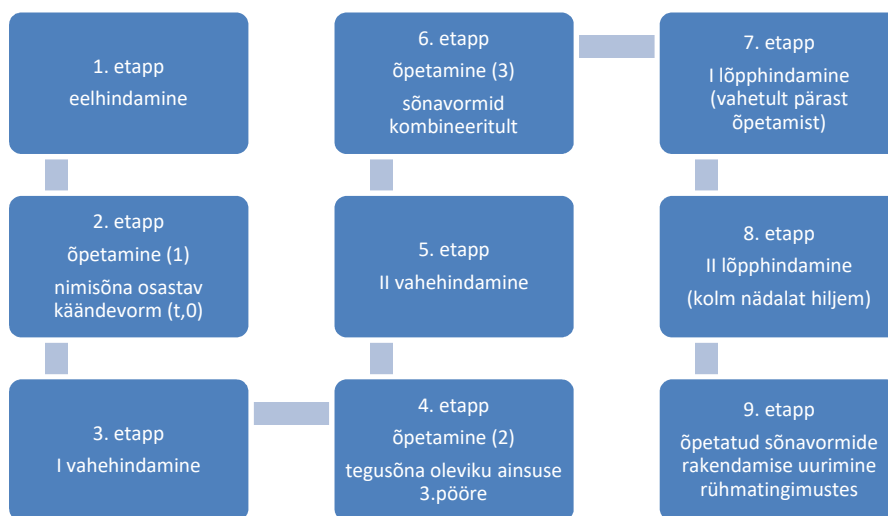 1. etapp
eelhindamine
2. etapp
õpetamine (1)
nimisõna osastav
käändevorm (t,0)
3. etapp
I vahehindamine
4. etapp
õpetamine (2)
tegusõna oleviku ainsuse
3.pööre
5. etapp
II vahehindamine
6. etapp
õpetamine (3)
sõnavormid
kombineeritult
7. etapp
I lõpphindamine
(vahetult pärast
õpetamist)
8. etapp
II lõpphindamine
(kolm nädalat hiljem)
9. etapp
õpetatud sõnavormide
rakendamise uurimine
rühmatingimustes